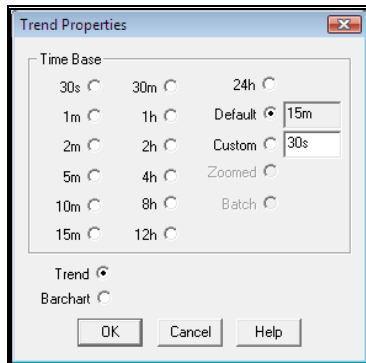 Trend Properties
Time Base
30s 30m 24h
1m 1h Default 15m
2m 2h Custom 30s
5m 4h Zoomed
10m 8h Batch
15m 12h
Trend
Barchart
OK Cancel Help